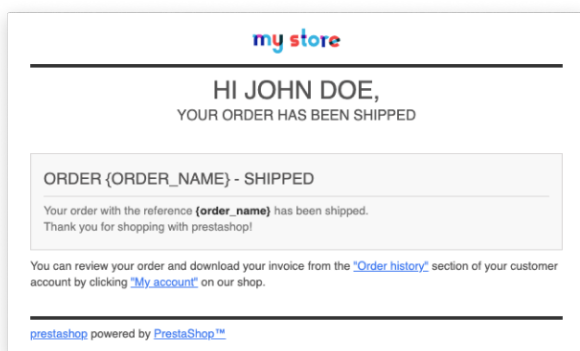 my store
HI JOHN DOE,
YOUR ORDER HAS BEEN SHIPPED
ORDER {ORDER_NAME} - SHIPPED
Your order with the reference {order_name} has been shipped.
Thank you for shopping with prestashop!
You can review your order and download your invoice from the "Order history" section of your customer
account by clicking "My account" on our shop.
prestashop powered by PrestaShop™